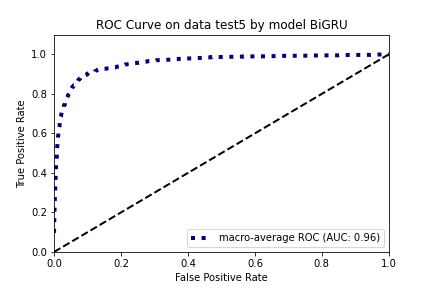 ROC Curve on data test5 by model BiGRU
True Positive Rate
1.0
0.8
0.6
0.4
0.2
0.0
macro-average ROC (AUC: 0.96)
0.0 0.2 0.4 0.6 0.8 1.0
False Positive Rate